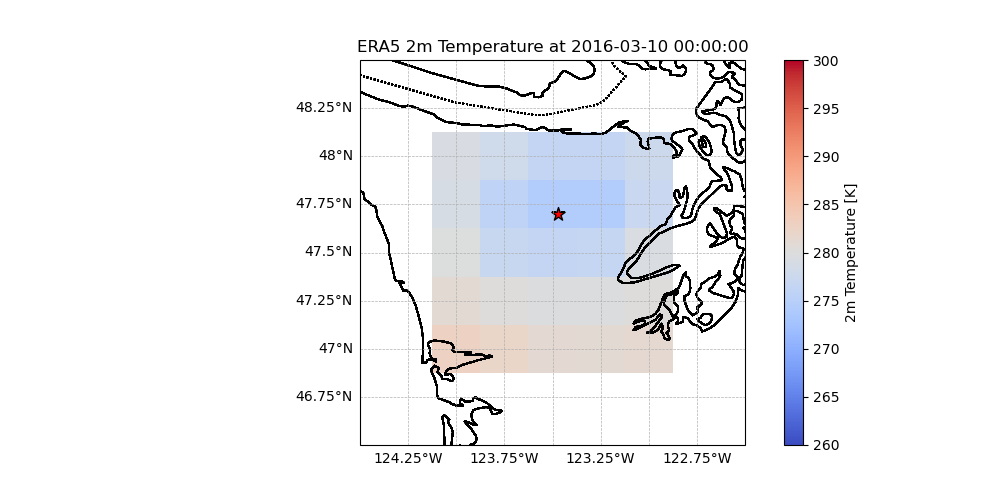 ERA5 2m Temperature at 2016-03-10 00:00:00
48.25°N
48°N
47.75°N
47.5°N
47.25°N
47°N
46.75°N
124.25°W 123.75°W 123.25°W 122.75°W
300
295
290
285
280
275
270
265
260
2m Temperature [K]